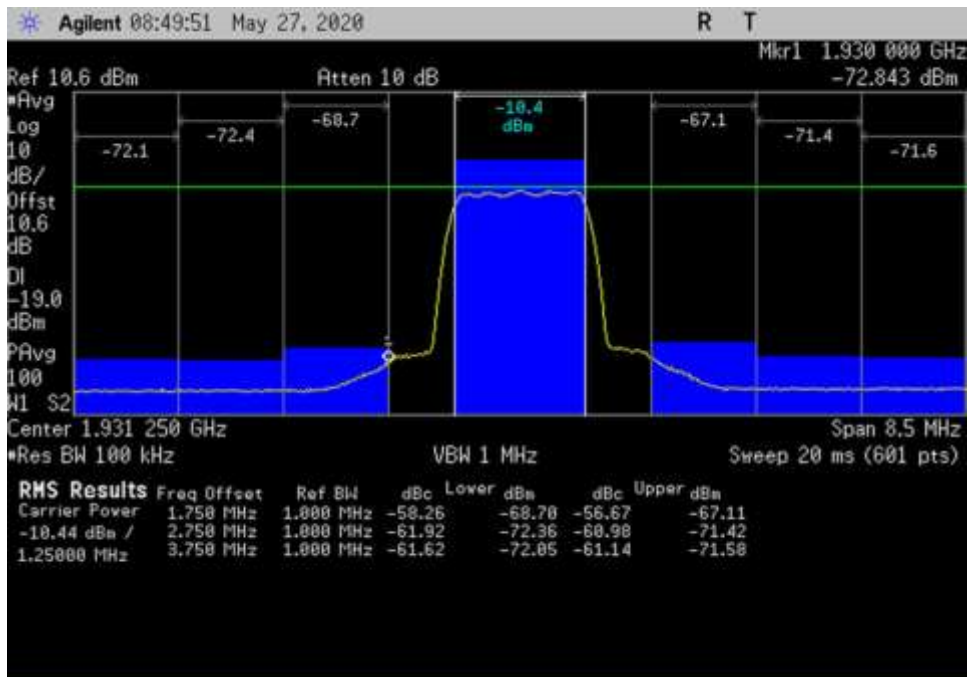 Agilent 08:49:51 May 27, 2020 R T
Mkr1 1.930 000 GHz
Ref 10.6 dBm Atten 10 dB -72.843 dBm
*Avg
Log
10
dB/
Offst
10.6
dB
DI
-19.0
dBm
PAvg
100
W1 S2
-72.1 -72.4 -68.7 -10.4 dBm -67.1 -71.4 -71.6
1
Center 1.931 250 GHz Span 8.5 MHz
*Res BW 100 kHz VBW 1 MHz Sweep 20 ms (601 pts)
RMS Results Freq Offset Ref BW dBc Lower dBm dBc Upper dBm
Carrier Power 1.750 MHz 1.000 MHz -58.26 -68.70 -56.67 -67.11
-10.44 dBm / 2.750 MHz 1.000 MHz -61.92 -72.36 -60.98 -71.42
1.25000 MHz 3.750 MHz 1.000 MHz -61.62 -72.05 -61.14 -71.58